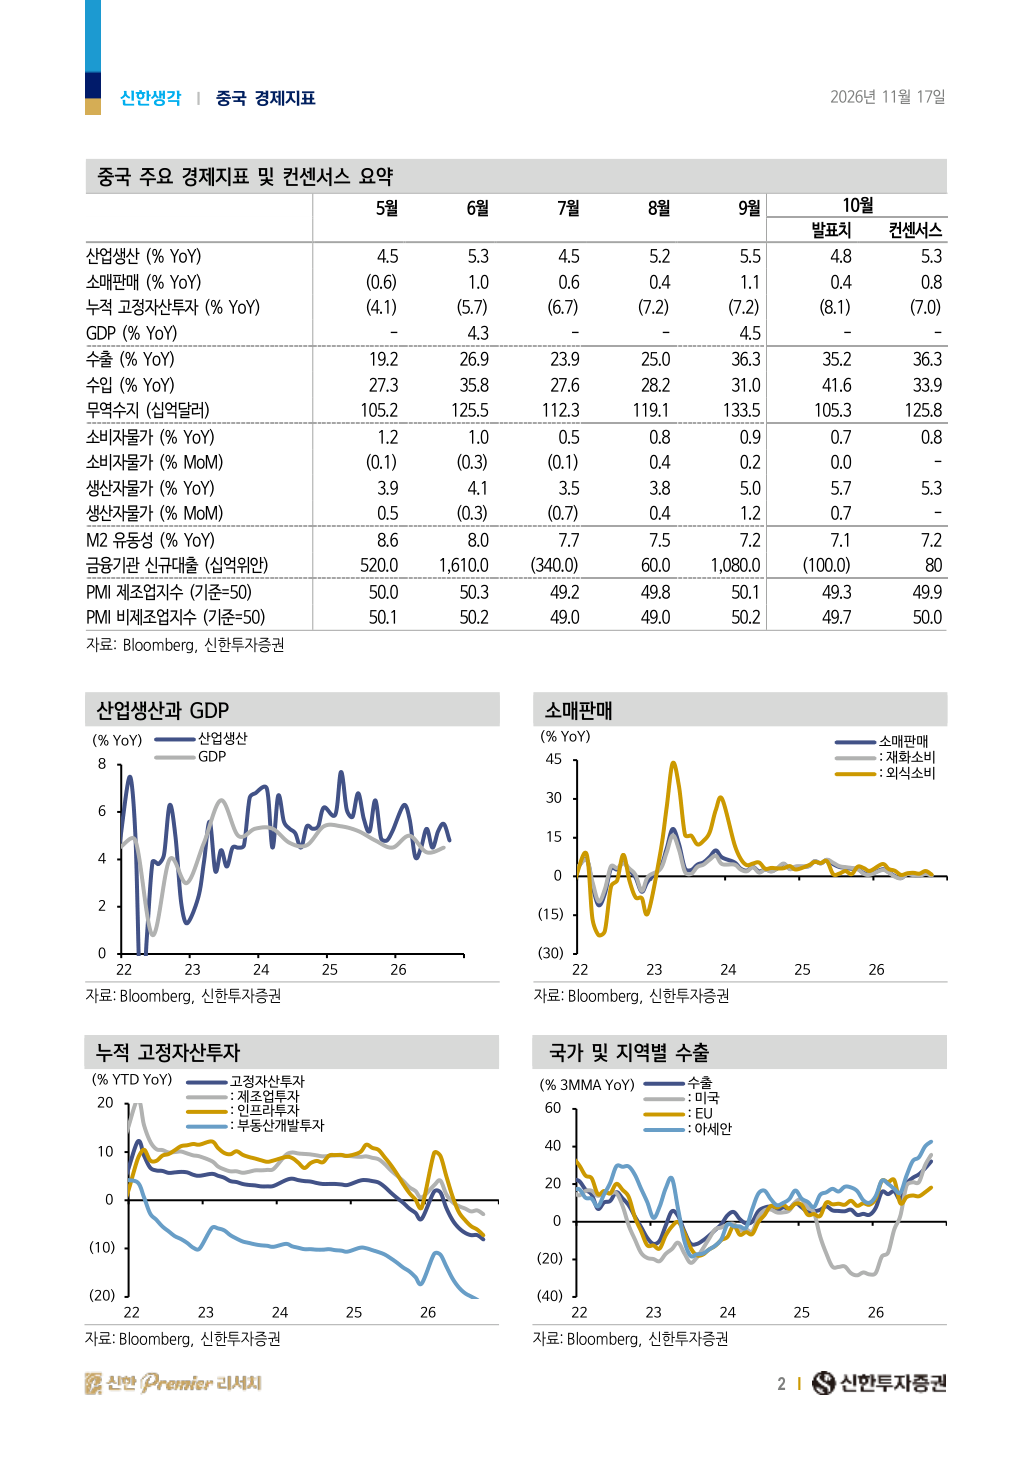 신한생각 | 중국 경제지표
2026년 11월 17일
중국 주요 경제지표 및 컨센서스 요약
5월 6월 7월 8월 9월 10월
발표치 컨센서스
산업생산 (% YoY) 4.5 5.3 4.5 5.2 5.5 4.8 5.3
소매판매 (% YoY) (0.6) 1.0 0.6 0.4 1.1 0.4 0.8
누적 고정자산투자 (% YoY) (4.1) (5.7) (6.7) (7.2) (7.2) (8.1) (7.0)
GDP (% YoY) – 4.3 – – 4.5 – –
수출 (% YoY) 19.2 26.9 23.9 25.0 36.3 35.2 36.3
수입 (% YoY) 27.3 35.8 27.6 28.2 31.0 41.6 33.9
무역수지 (십억달러) 105.2 125.5 112.3 119.1 133.5 105.3 125.8
소비자물가 (% YoY) 1.2 1.0 0.5 0.8 0.9 0.7 0.8
소비자물가 (% MoM) (0.1) (0.3) (0.1) 0.4 0.2 0.0 –
생산자물가 (% YoY) 3.9 4.1 3.5 3.8 5.0 5.7 5.3
생산자물가 (% MoM) 0.5 (0.3) (0.7) 0.4 1.2 0.7 –
M2 유동성 (% YoY) 8.6 8.0 7.7 7.5 7.2 7.1 7.2
금융기관 신규대출 (십억위안) 520.0 1,610.0 (340.0) 60.0 1,080.0 (100.0) 80
PMI 제조업지수 (기준=50) 50.0 50.3 49.2 49.8 50.1 49.3 49.9
PMI 비제조업지수 (기준=50) 50.1 50.2 49.0 49.0 50.2 49.7 50.0
자료: Bloomberg, 신한투자증권
산업생산과 GDP
(% YoY)
산업생산
GDP
8
6
4
2
0
22 23 24 25 26
자료: Bloomberg, 신한투자증권
소매판매
(% YoY)
소매판매
: 재화소비
: 외식소비
45
30
15
0
(15)
(30)
22 23 24 25 26
자료: Bloomberg, 신한투자증권
누적 고정자산투자
(% YTD YoY)
고정자산투자
: 제조업투자
: 인프라투자
: 부동산개발투자
20
10
0
(10)
(20)
22 23 24 25 26
자료: Bloomberg, 신한투자증권
국가 및 지역별 수출
(% 3MMA YoY)
수출
: 미국
: EU
: 아세안
60
40
20
0
(20)
(40)
22 23 24 25 26
자료: Bloomberg, 신한투자증권
신한 Premier 리서치
2 | 신한투자증권